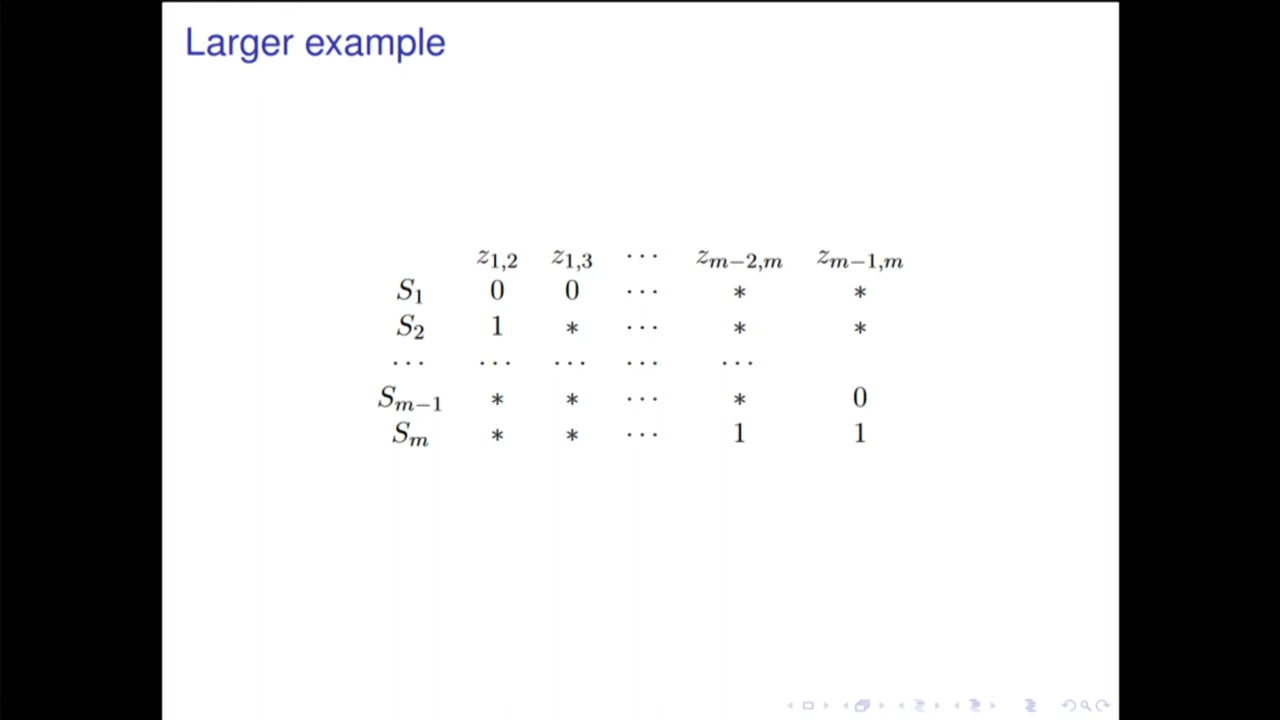 Larger example
z_{1,2} z_{1,3} ··· z_{m−2,m} z_{m−1,m}
S_1 0 0 ··· * *
S_2 1 * ··· * *
··· ··· ··· ··· ···
S_{m−1} * * ··· * 0
S_m * * ··· 1 1